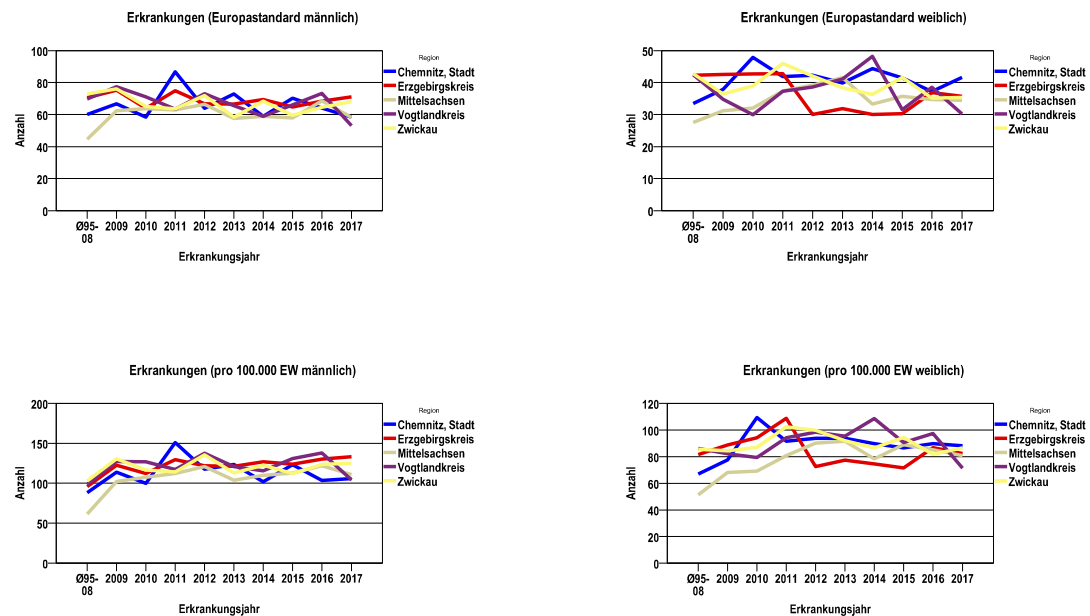 Erkrankungen (Europastandard männlich)
100
80
60
40
20
0
Anzahl
Ø95-
08
2009 2010 2011 2012 2013 2014 2015 2016 2017
Erkrankungsjahr
Region
Chemnitz, Stadt
Erzgebirgskreis
Mittelsachsen
Vogtlandkreis
Zwickau
Erkrankungen (Europastandard weiblich)
50
40
30
20
10
0
Anzahl
Ø95-
08
2009 2010 2011 2012 2013 2014 2015 2016 2017
Erkrankungsjahr
Region
Chemnitz, Stadt
Erzgebirgskreis
Mittelsachsen
Vogtlandkreis
Zwickau
Erkrankungen (pro 100.000 EW männlich)
200
150
100
50
0
Anzahl
Ø95-
08
2009 2010 2011 2012 2013 2014 2015 2016 2017
Erkrankungsjahr
Region
Chemnitz, Stadt
Erzgebirgskreis
Mittelsachsen
Vogtlandkreis
Zwickau
Erkrankungen (pro 100.000 EW weiblich)
120
100
80
60
40
20
0
Anzahl
Ø95-
08
2009 2010 2011 2012 2013 2014 2015 2016 2017
Erkrankungsjahr
Region
Chemnitz, Stadt
Erzgebirgskreis
Mittelsachsen
Vogtlandkreis
Zwickau